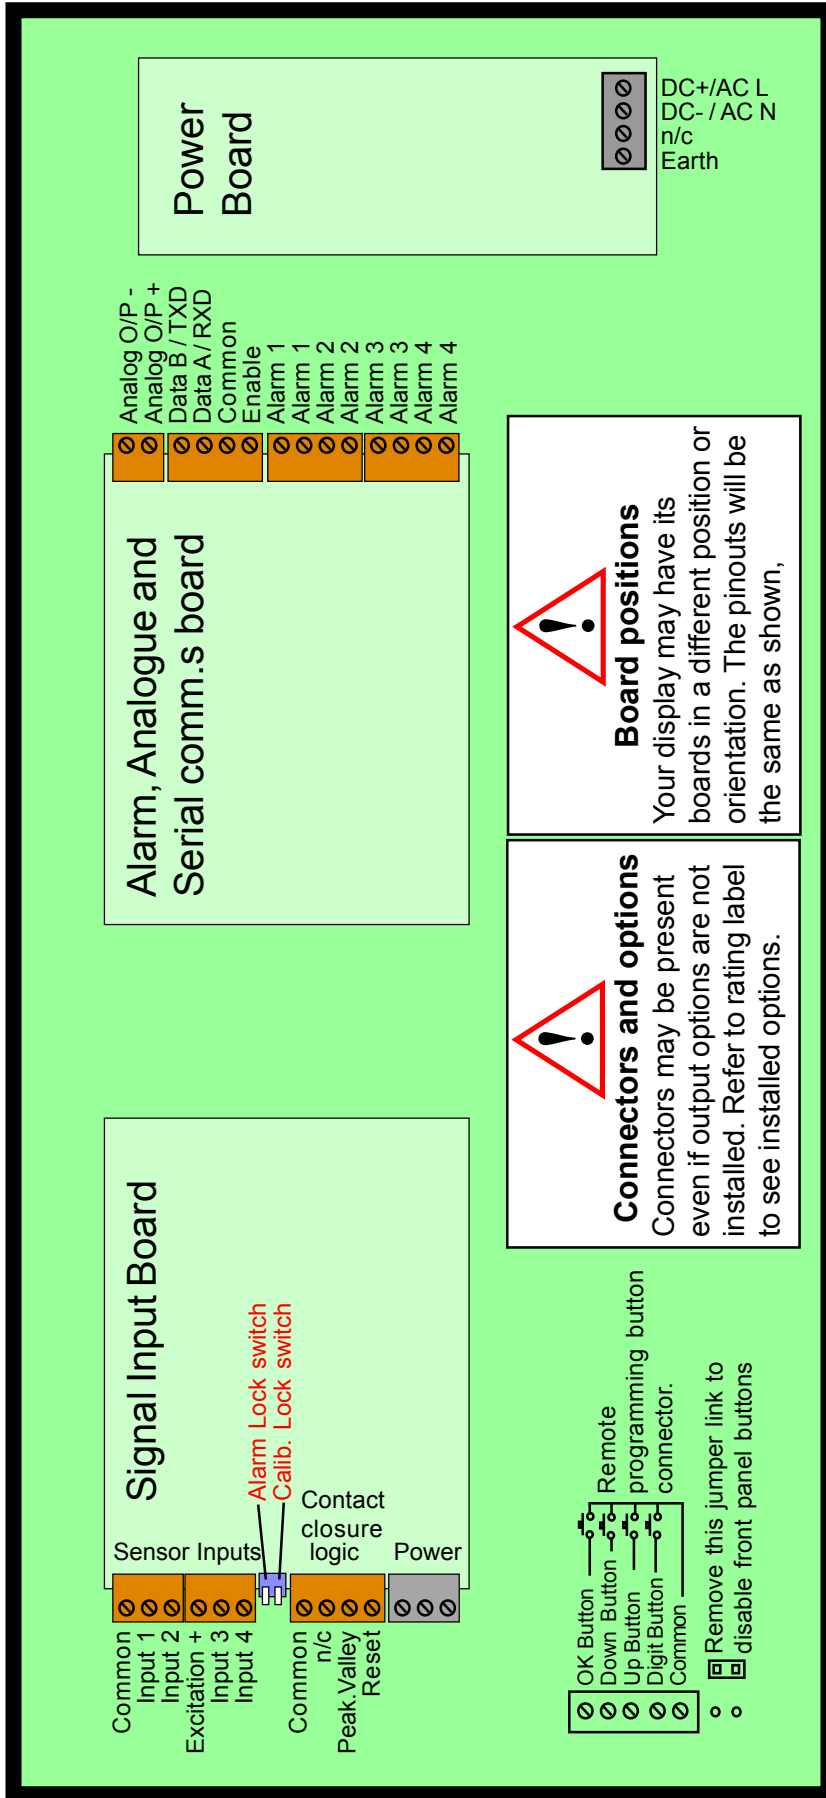 Power
Board
DC+/AC L
DC- / AC N
n/c
Earth
Analog O/P -
Analog O/P +
Data B / TXD
Data A / RXD
Common
Enable
Alarm 1
Alarm 1
Alarm 2
Alarm 2
Alarm 3
Alarm 3
Alarm 4
Alarm 4
Alarm, Analogue and
Serial comm.s board
Board positions
Your display may have its
boards in a different position or
orientation. The pinouts will be
the same as shown,
Connectors and options
Connectors may be present
even if output options are not
installed. Refer to rating label
to see installed options.
Signal Input Board
Alarm Lock switch
Calib. Lock switch
Contact
closure
logic
Sensor Inputs
Power
Common
Input 1
Input 2
Excitation +
Input 3
Input 4
Common
n/c
Peak.Valley
Reset
OK Button
Down Button
Up Button
Digit Button
Common
Remote
programming button
connector.
Remove this jumper link to
disable front panel buttons